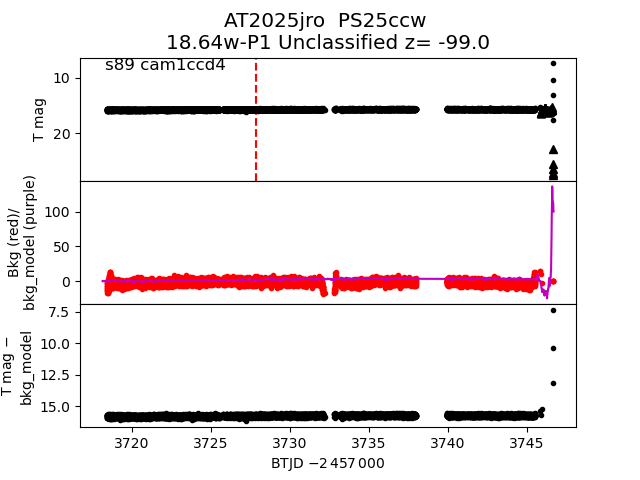 AT2025jro  PS25ccw
18.64w-P1 Unclassified z= -99.0
s89 cam1ccd4
10
20
T mag
100
50
0
Bkg (red)/
bkg_model (purple)
7.5
10.0
12.5
15.0
T mag −
bkg_model
3720 3725 3730 3735 3740 3745
BTJD −2 457 000